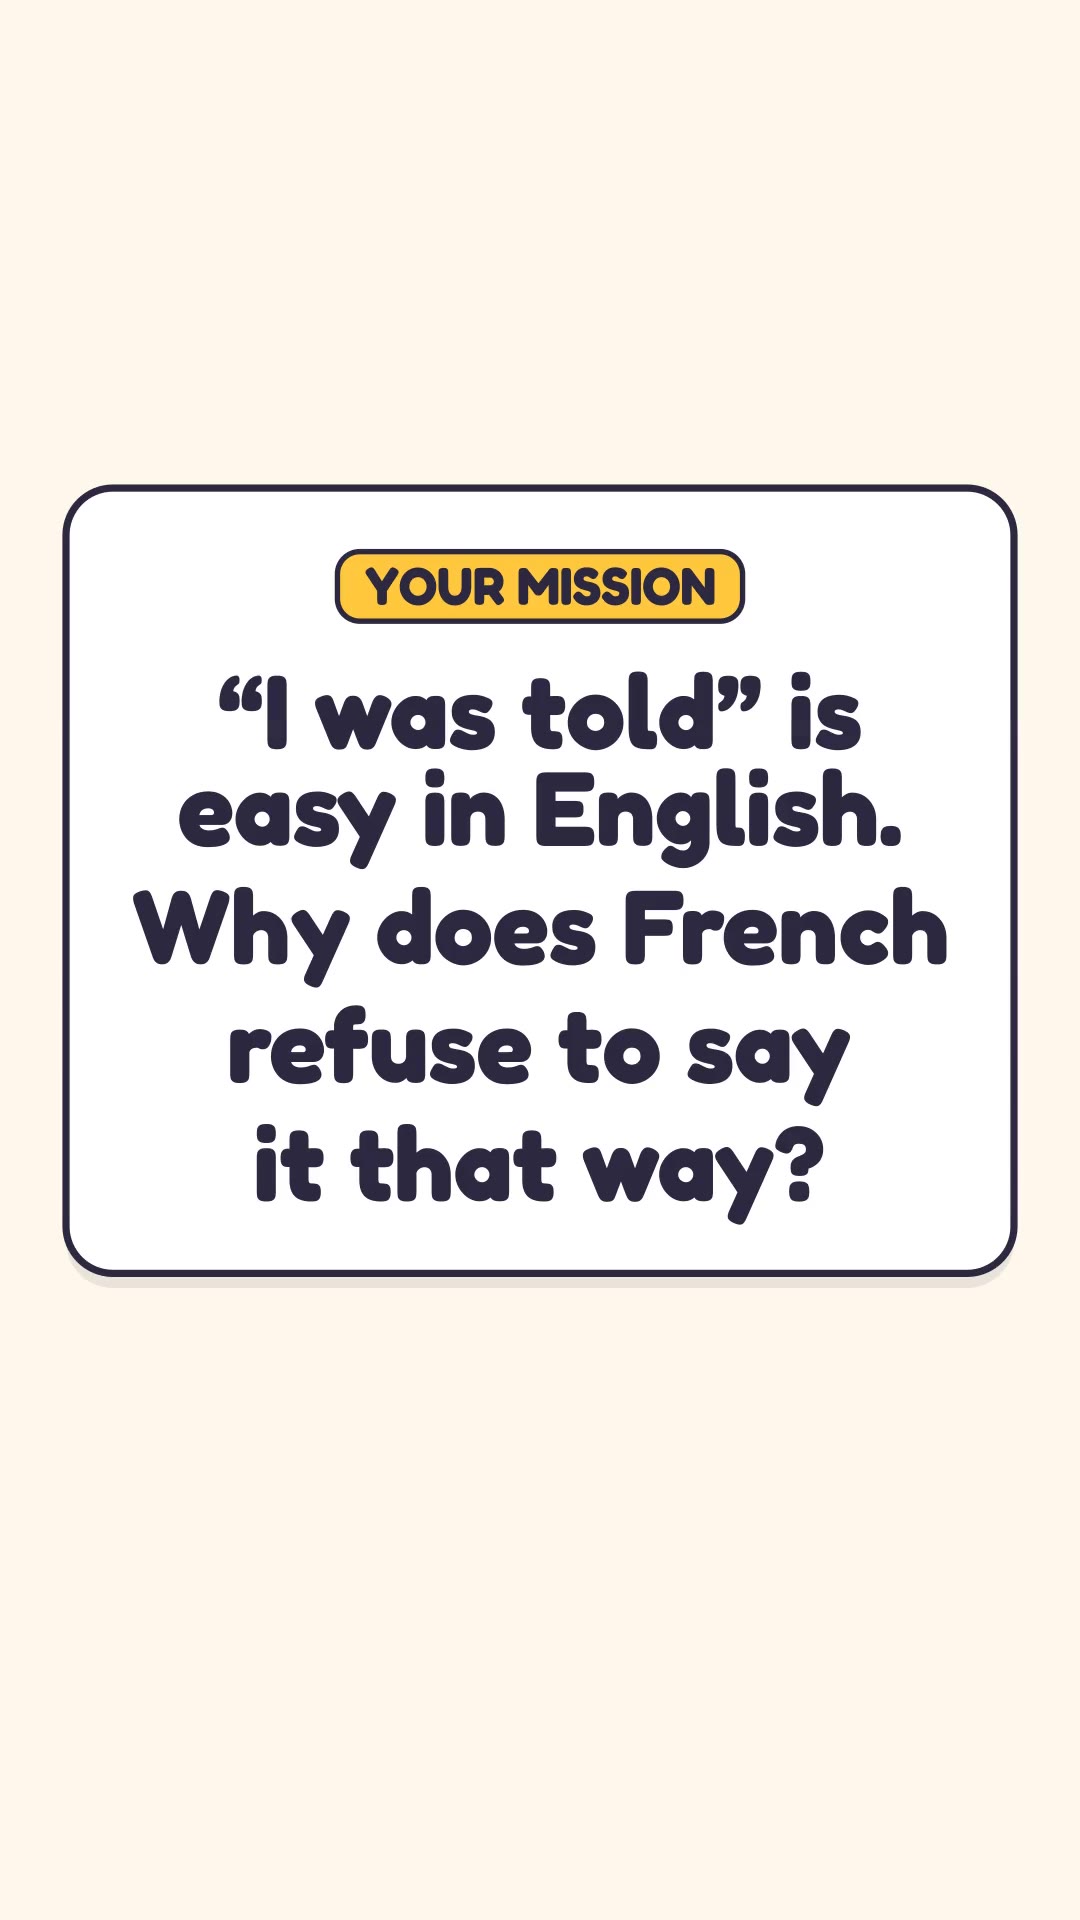 YOUR MISSION
“I was told” is
easy in English.
Why does French
refuse to say
it that way?